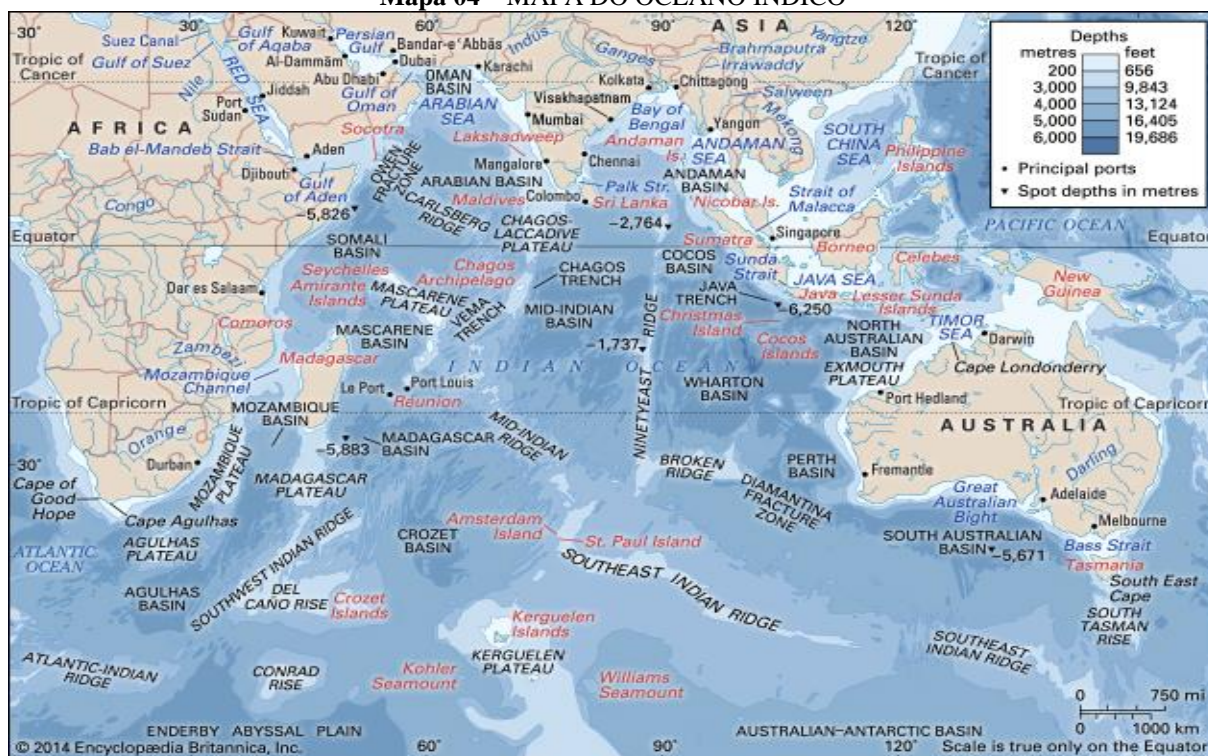 Mapa 04 – MAPA DO OCEANO ÍNDICO
30°
60°
90°
120°
ASIA
Suez Canal
Gulf of Aqaba
Kuwait
Persian Gulf
Bandar-e ʿAbbās
Indus
Ganges
Brahmaputra
Yangtze
Irrawaddy
Tropic of Cancer
Gulf of Suez
Al-Dammām
Dubai
Karachi
Kolkata
Chittagong
Tropic of Cancer
Nile
RED SEA
Jiddah
Abu Dhabi
Gulf of Oman
OMAN BASIN
Salween
Mekong
Port Sudan
ARABIAN SEA
Visakhapatnam
Mumbai
Bay of Bengal
Yangon
SOUTH CHINA SEA
AFRICA
Socotra
Lakshadweep
Andaman Is.
ANDAMAN SEA
Philippine Islands
Bab el-Mandeb Strait
Aden
Mangalore
Chennai
ANDAMAN BASIN
Djibouti
Gulf of Aden
OWEN FRACTURE ZONE
ARABIAN BASIN
Colombo
Palk Str.
Nicobar Is.
Strait of Malacca
Congo
–5,826
CARLSBERG RIDGE
Maldives
Sri Lanka
CHAGOS-LACCADIVE PLATEAU
–2,764
Singapore
PACIFIC OCEAN
Equator
SOMALI BASIN
Sumatra
Borneo
Celebes
Equator
COCOS BASIN
Sunda Strait
JAVA SEA
New Guinea
Dar es Salaam
Seychelles
Amirante Islands
Chagos Archipelago
CHAGOS TRENCH
JAVA TRENCH
Java
Lesser Sunda Islands
MASCARENE PLATEAU
VEMA TRENCH
MID-INDIAN BASIN
–6,250
Christmas Island
Comoros
MASCARENE BASIN
–1,737
Cocos Islands
NORTH AUSTRALIAN BASIN
TIMOR SEA
Darwin
Zambezi
Madagascar
INDIAN OCEAN
EXMOUTH PLATEAU
Cape Londonderry
Mozambique Channel
Le Port
Port Louis
Réunion
WHARTON BASIN
Port Hedland
Tropic of Capricorn
MOZAMBIQUE BASIN
MID-INDIAN RIDGE
NINETYEAST RIDGE
Tropic of Capricorn
AUSTRALIA
Orange
–5,883
MADAGASCAR BASIN
Durban
MOZAMBIQUE PLATEAU
MADAGASCAR PLATEAU
BROKEN RIDGE
PERTH BASIN
Fremantle
Darling
–30°
–30°
Cape of Good Hope
DIAMANTINA FRACTURE ZONE
Great Australian Bight
Adelaide
Cape Agulhas
AGULHAS PLATEAU
CROZET BASIN
Amsterdam Island
St. Paul Island
SOUTH AUSTRALIAN BASIN
–5,671
Melbourne
Bass Strait
Tasmania
ATLANTIC OCEAN
SOUTHWEST INDIAN RIDGE
SOUTHEAST INDIAN RIDGE
South East Cape
AGULHAS BASIN
DEL CAÑO RISE
Crozet Islands
Kerguelen Islands
SOUTH TASMAN RISE
KERGUELEN PLATEAU
SOUTHEAST INDIAN RIDGE
ATLANTIC-INDIAN RIDGE
CONRAD RISE
Kohler Seamount
Williams Seamount
ENDERBY ABYSSAL PLAIN
AUSTRALIAN–ANTARCTIC BASIN
© 2014 Encyclopædia Britannica, Inc.
60°
90°
120°
0 750 mi
0 1000 km
Scale is true only on the Equator
Depths
metres feet
200 656
3,000 9,843
4,000 13,124
5,000 16,405
6,000 19,686
Principal ports
Spot depths in metres